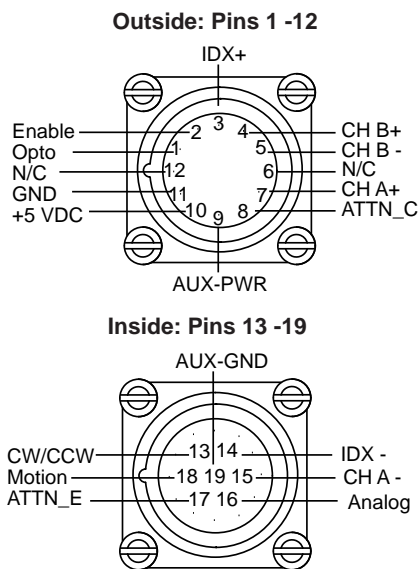 Outside: Pins 1 -12
IDX+
Enable 2 3 4 CH B+
Opto 1 5 CH B -
N/C 12 6 N/C
GND 11 7 CH A+
+5 VDC 10 9 8 ATTN_C
AUX-PWR
Inside: Pins 13 -19
AUX-GND
CW/CCW 13 14 IDX -
Motion 18 19 15 CH A -
ATTN_E 17 16 Analog